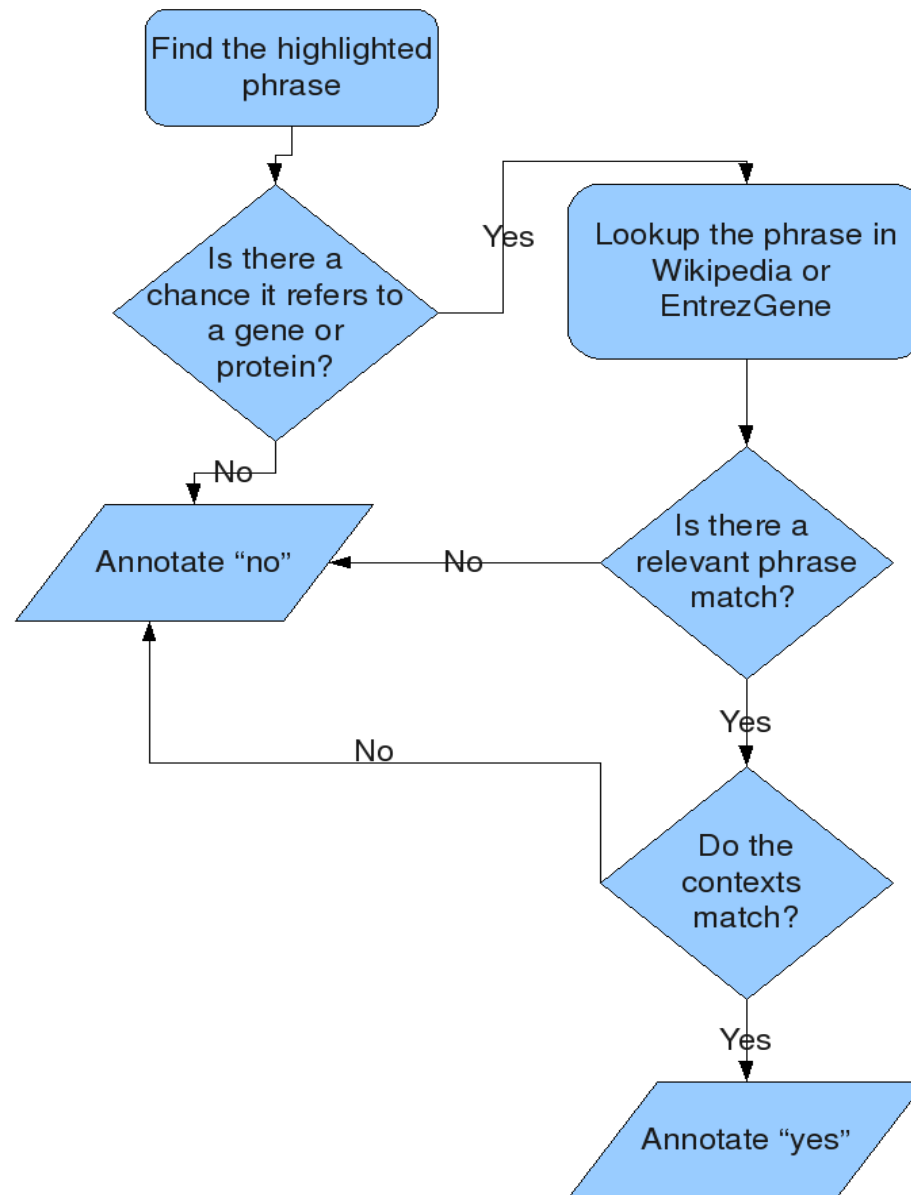 Find the highlighted
phrase
Is there a
chance it refers to
a gene or
protein?
Yes
Lookup the phrase in
Wikipedia or
EntrezGene
No
Annotate “no”
No
Is there a
relevant phrase
match?
Yes
No
Do the
contexts
match?
Yes
Annotate “yes”